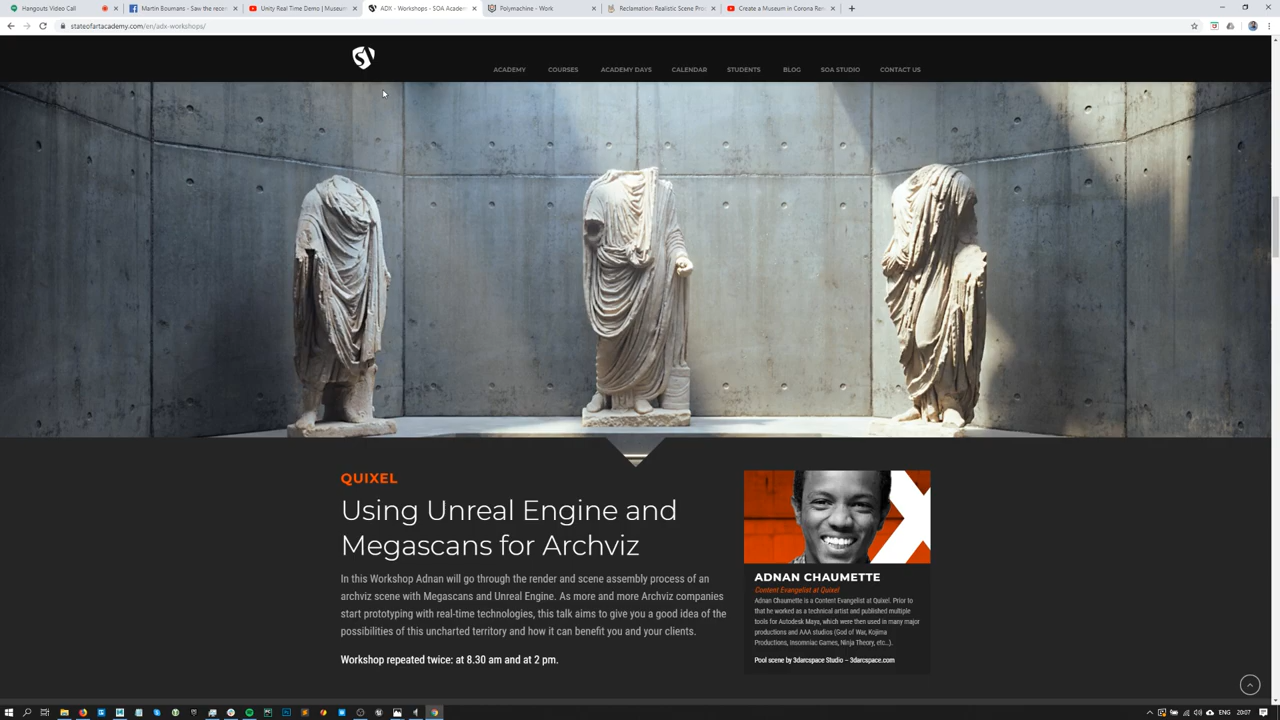 Hangouts Video Call
Martin Boumans - Saw the rece
Unity Real Time Demo | Museum
ADX - Workshops - SOA Academ
Polymachine - Work
Reclamation: Realistic Scene Pro
Create a Museum in Corona Ren
stateofartacademy.com/en/adx-workshops/
ACADEMY COURSES ACADEMY DAYS CALENDAR STUDENTS BLOG SOA STUDIO CONTACT US
QUIXEL
Using Unreal Engine and
Megascans for Archviz
In this Workshop Adnan will go through the render and scene assembly process of an
archviz scene with Megascans and Unreal Engine. As more and more Archviz companies
start prototyping with real-time technologies, this talk aims to give you a good idea of the
possibilities of this uncharted territory and how it can benefit you and your clients.
Workshop repeated twice: at 8.30 am and at 2 pm.
ADNAN CHAUMETTE
Content Evangelist at Quixel
Adnan Chaumette is a Content Evangelist at Quixel. Prior to
that he worked as a technical artist and published multiple
tools for Autodesk Maya, which were then used in many major
productions and AAA studios (God of War, Kojima
Productions, Insomniac Games, Ninja Theory, etc...).
Pool scene by 3darcspace Studio – 3darcspace.com
ENG 20:07